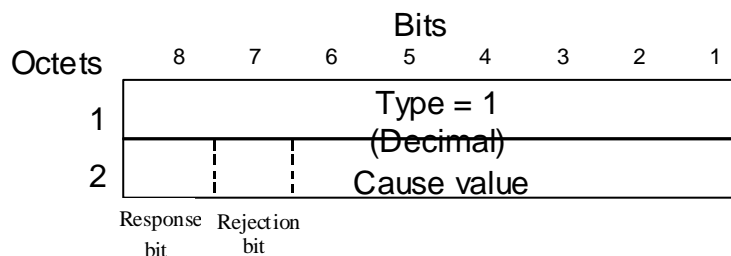 Bits
Octets 8 7 6 5 4 3 2 1
1 Type = 1
(Decimal)
2 Cause value
Response Rejection
bit bit